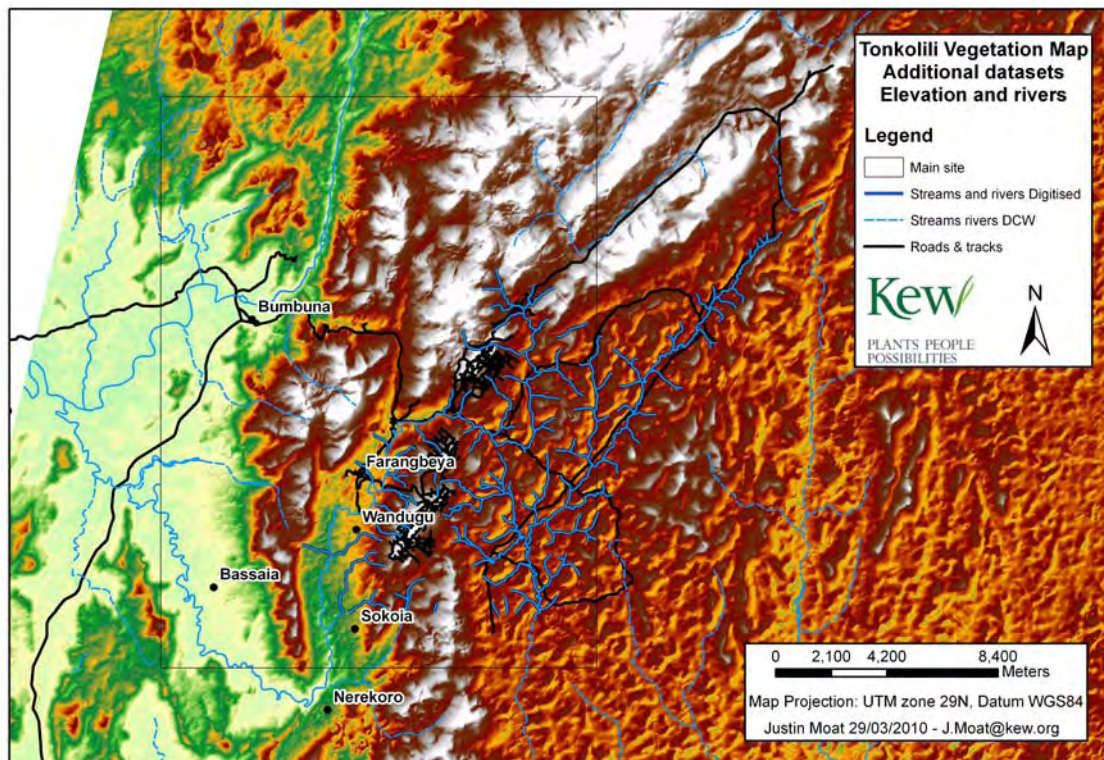 Tonkolili Vegetation Map
Additional datasets
Elevation and rivers
Legend
Main site
Streams and rivers Digitised
Streams rivers DCW
Roads & tracks
Kew
PLANTS PEOPLE
POSSIBILITIES
N
Bumbuna
Farangbeya
Wandugu
Bassaia
Sokoia
Nerekoro
0 2,100 4,200 8,400
Meters
Map Projection: UTM zone 29N, Datum WGS84
Justin Moat 29/03/2010 - J.Moat@kew.org